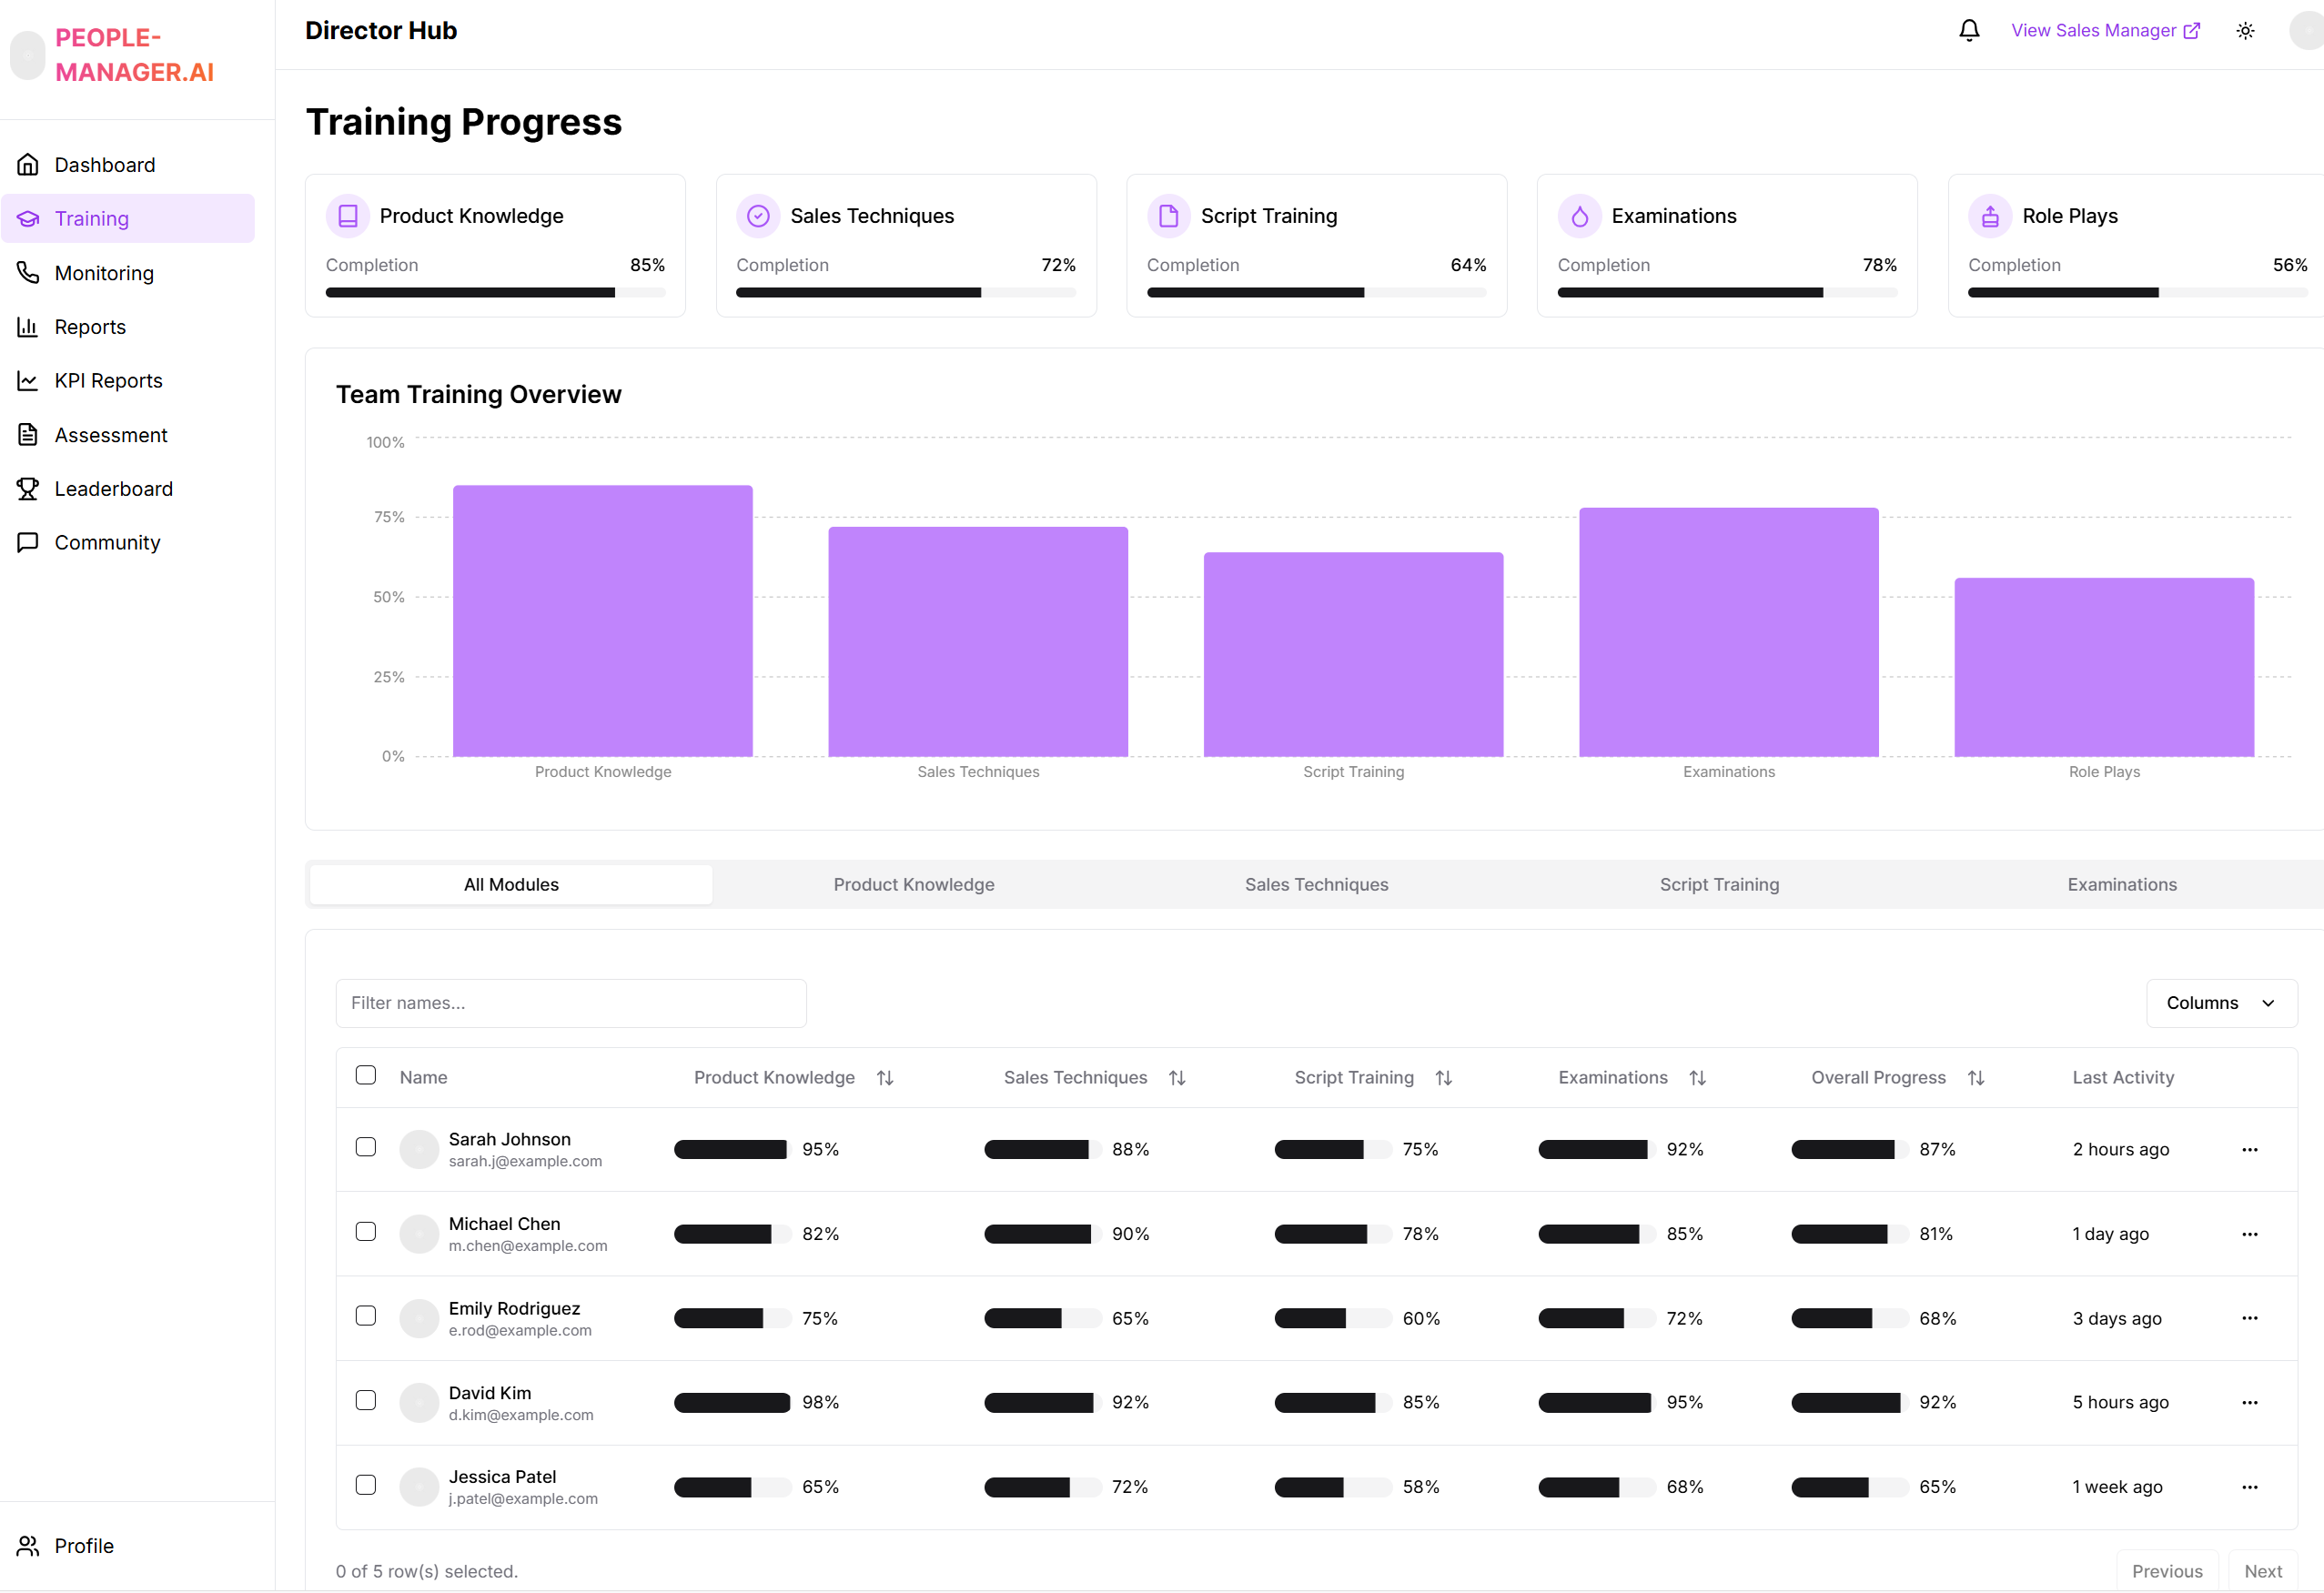 PEOPLE-
MANAGER.AI
Director Hub
View Sales Manager
Dashboard
Training
Monitoring
Reports
KPI Reports
Assessment
Leaderboard
Community
Profile
Training Progress
Product Knowledge
Completion 85%
Sales Techniques
Completion 72%
Script Training
Completion 64%
Examinations
Completion 78%
Role Plays
Completion 56%
Team Training Overview
100%
75%
50%
25%
0%
Product Knowledge Sales Techniques Script Training Examinations Role Plays
All Modules Product Knowledge Sales Techniques Script Training Examinations
Filter names...
Columns
Name Product Knowledge Sales Techniques Script Training Examinations Overall Progress Last Activity
Sarah Johnson
sarah.j@example.com
95% 88% 75% 92% 87% 2 hours ago
Michael Chen
m.chen@example.com
82% 90% 78% 85% 81% 1 day ago
Emily Rodriguez
e.rod@example.com
75% 65% 60% 72% 68% 3 days ago
David Kim
d.kim@example.com
98% 92% 85% 95% 92% 5 hours ago
Jessica Patel
j.patel@example.com
65% 72% 58% 68% 65% 1 week ago
0 of 5 row(s) selected.
Previous Next